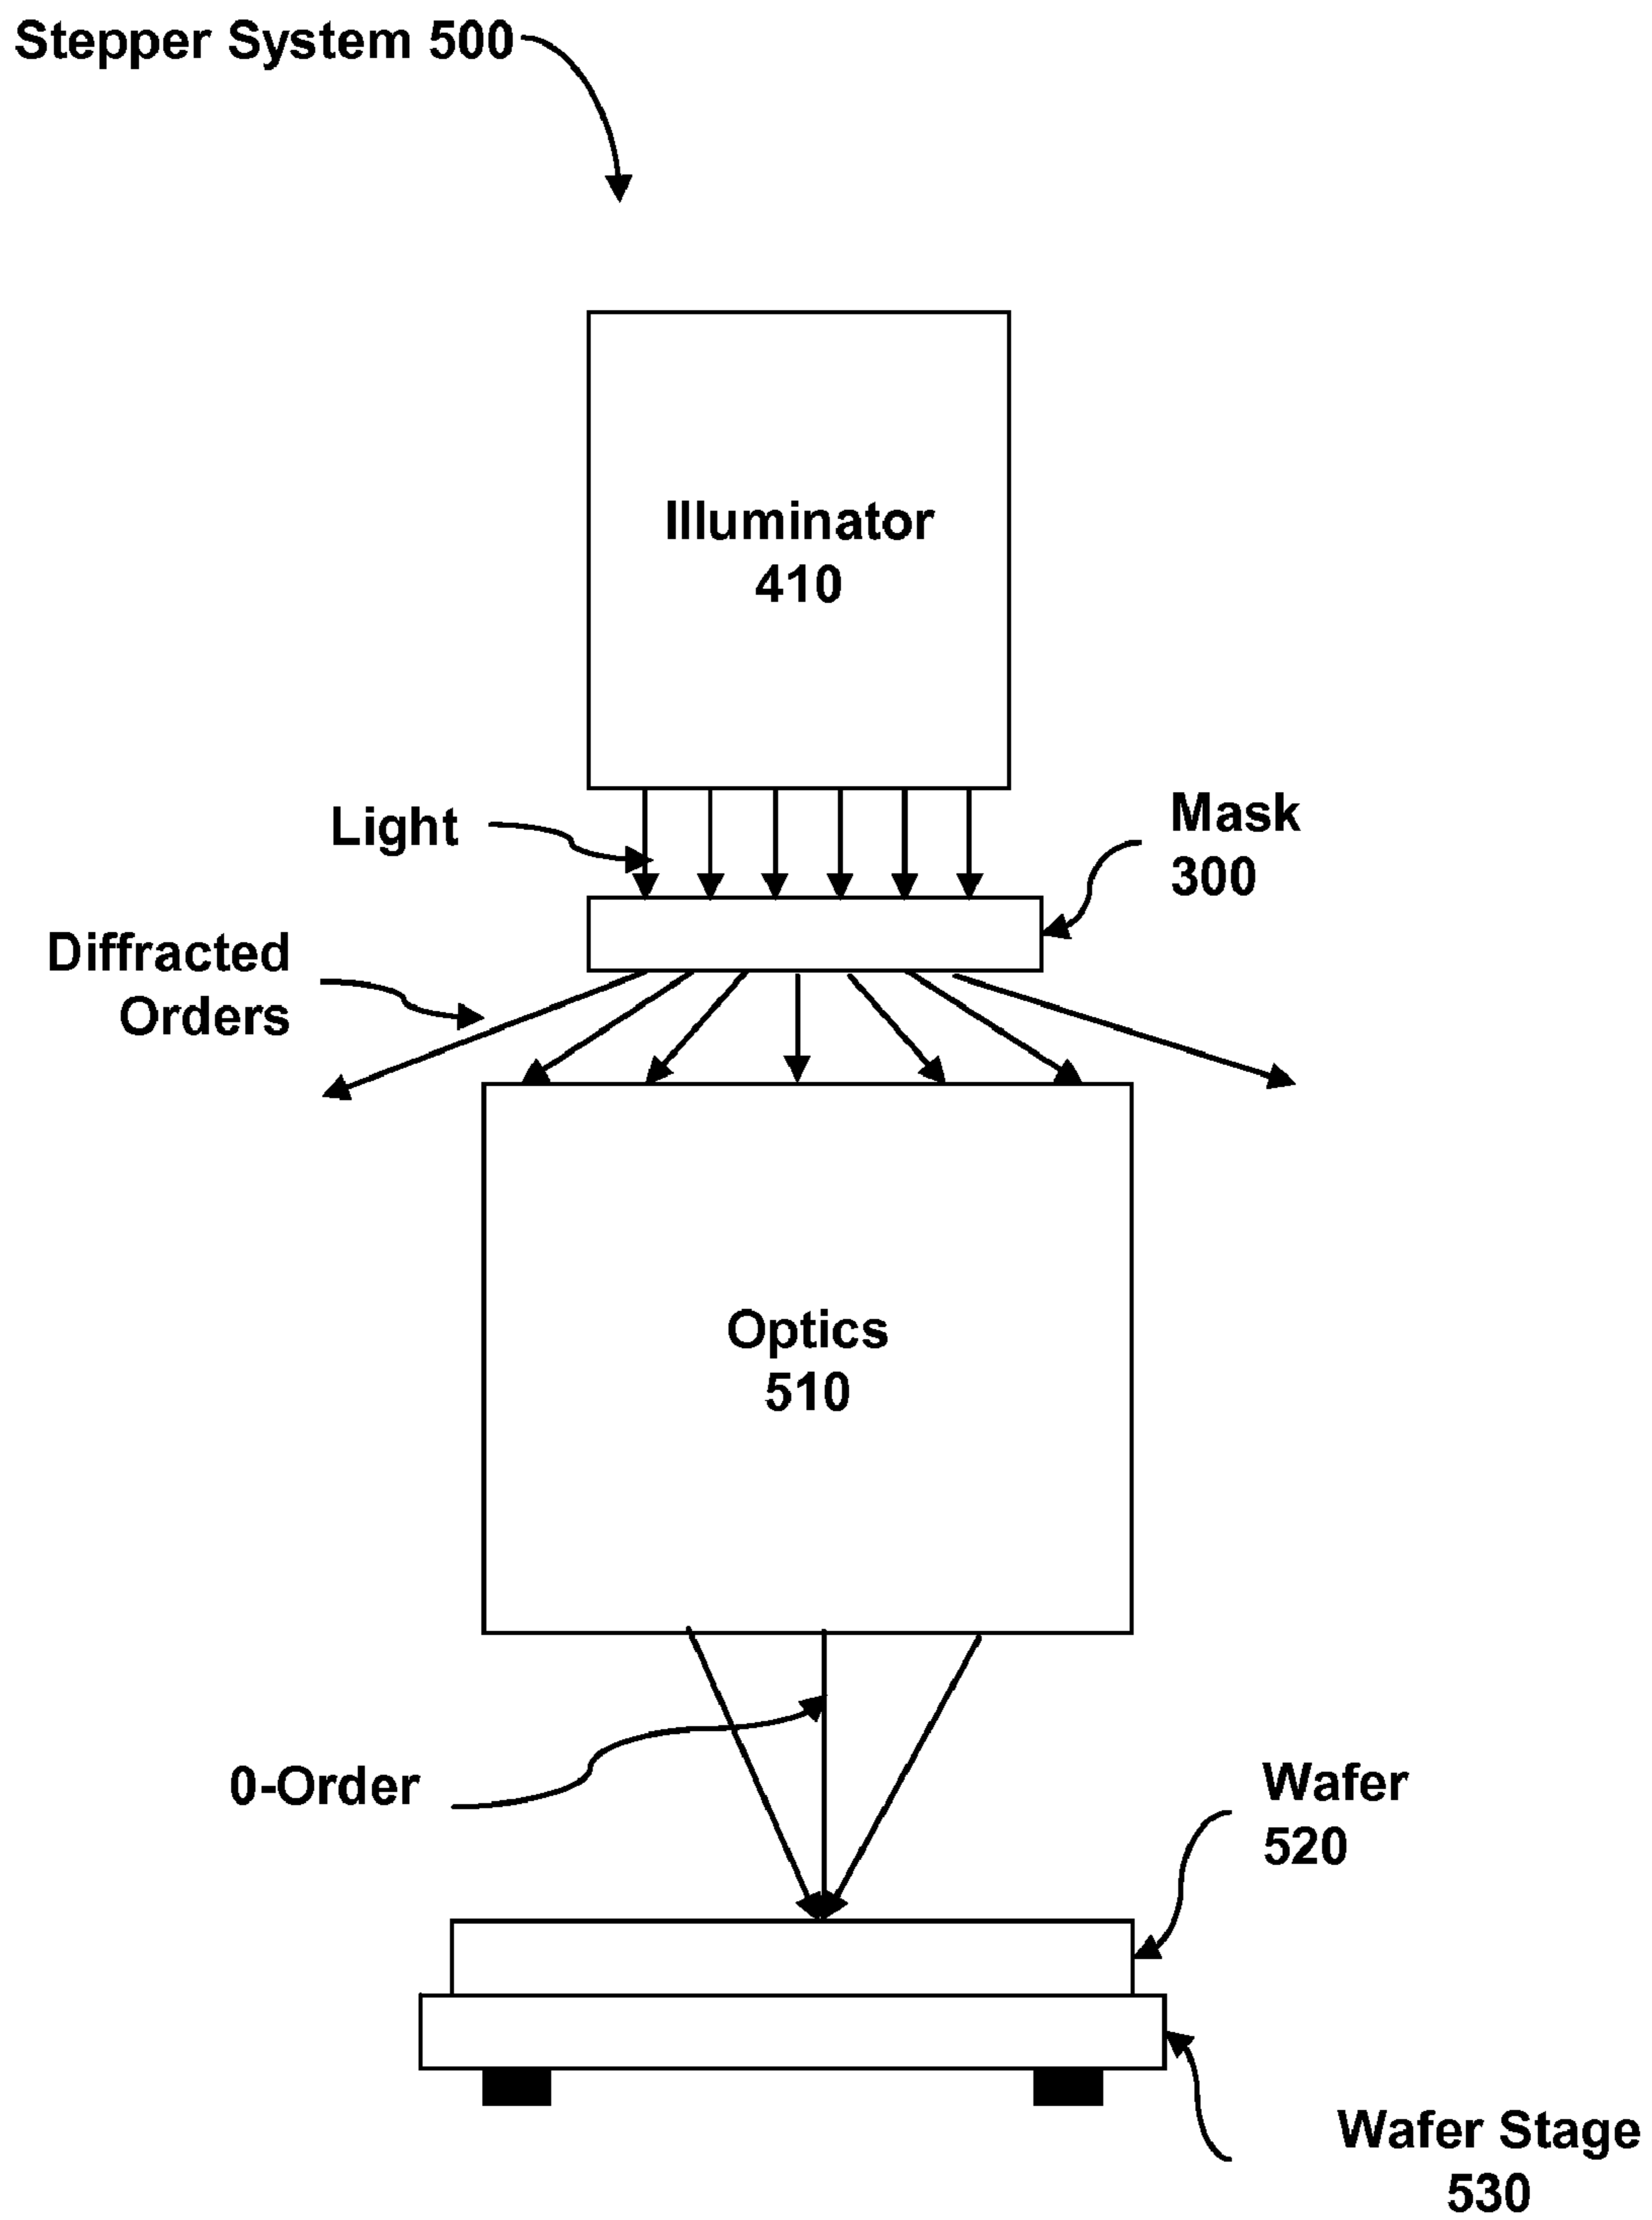 Stepper System 500
Illuminator
410
Light
Mask
300
Diffracted
Orders
Optics
510
0-Order
Wafer
520
Wafer Stage
530